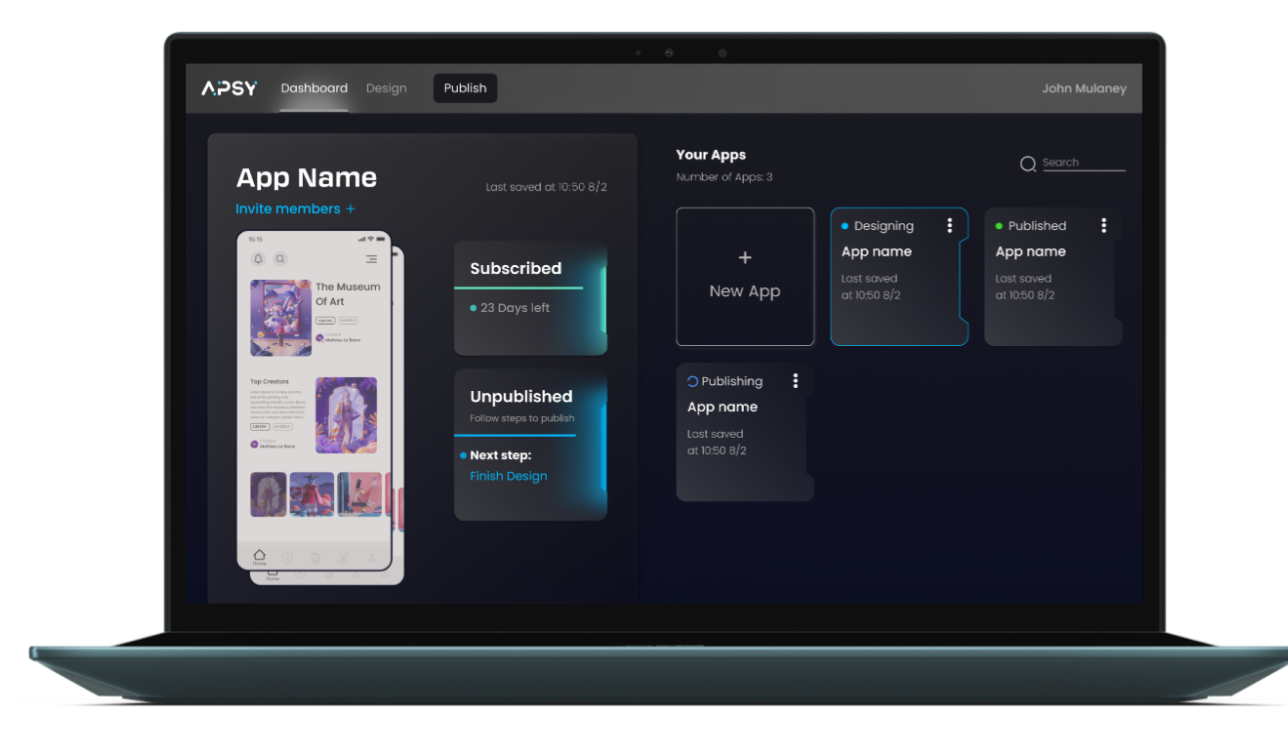 APSY
Dashboard
Design
Publish
John Mulaney
App Name
Last saved at 10:50 8/2
Invite members +
10:15
The Museum
Of Art
Top Creators
Mathieu Le Berre
Home
Home
Subscribed
23 Days left
Unpublished
Follow steps to publish
Next step:
Finish Design
Your Apps
Number of Apps: 3
Search
+
New App
Designing
App name
Last saved
at 10:50 8/2
Published
App name
Last saved
at 10:50 8/2
Publishing
App name
Last saved
at 10:50 8/2